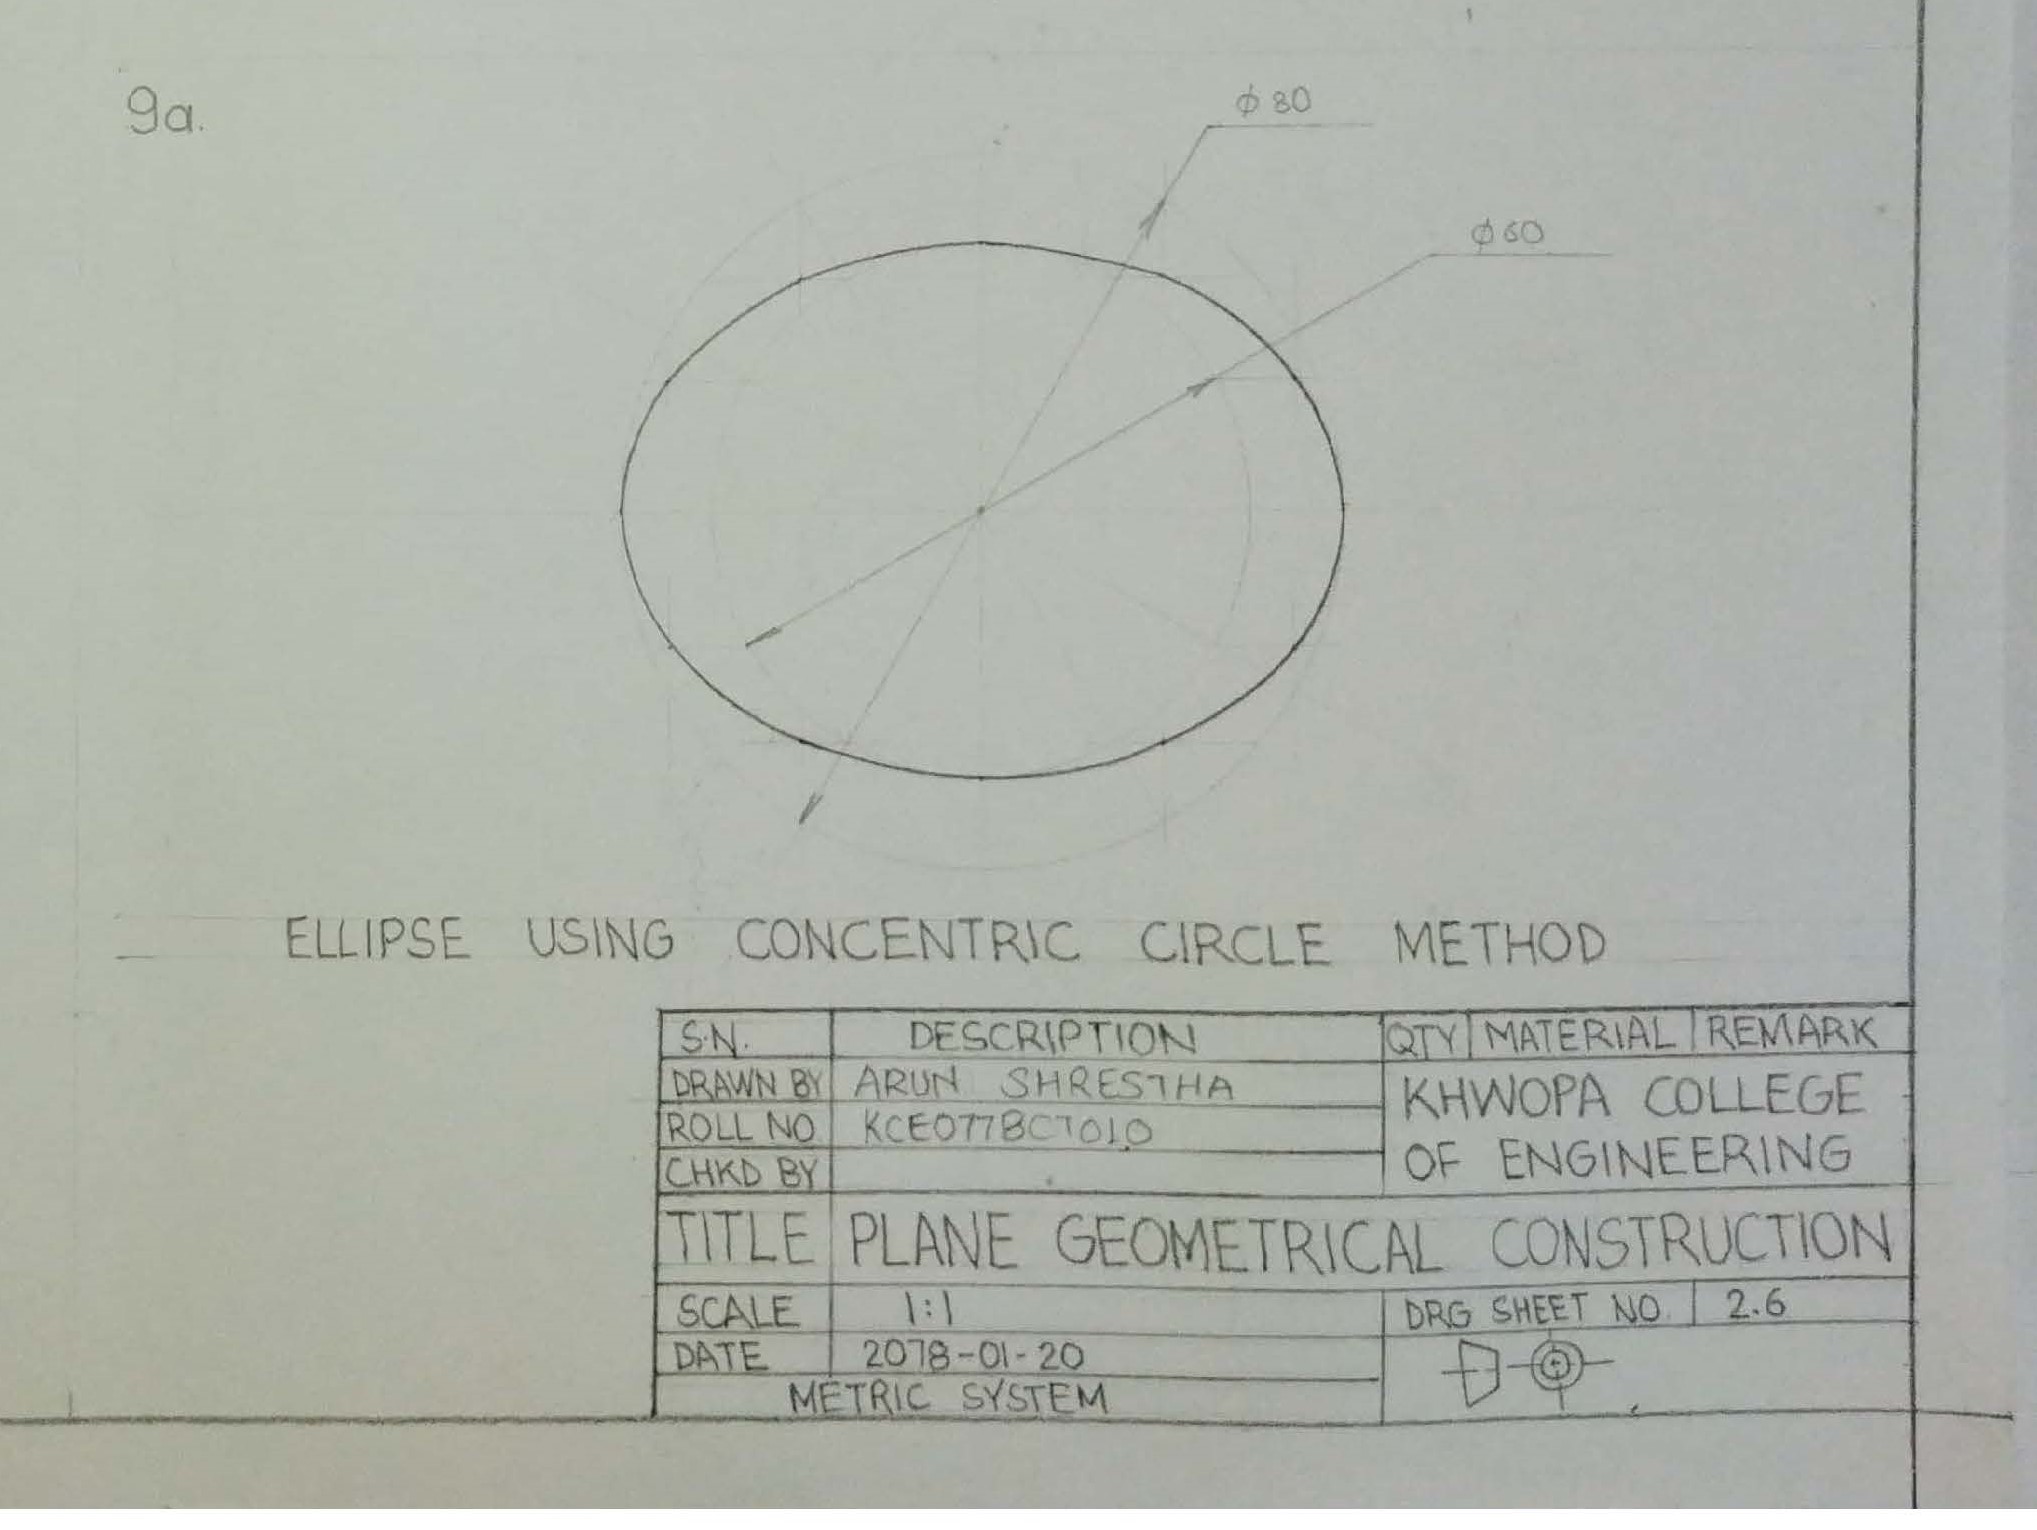 9a.
ϕ 80
ϕ 60
ELLIPSE USING CONCENTRIC CIRCLE METHOD
S.N. DESCRIPTION QTY MATERIAL REMARK
DRAWN BY ARUN SHRESTHA
ROLL NO KCE077BCT010
CHKD BY
KHWOPA COLLEGE
OF ENGINEERING
TITLE PLANE GEOMETRICAL CONSTRUCTION
SCALE 1:1 DRG SHEET NO. 2.6
DATE 2078-01-20
METRIC SYSTEM